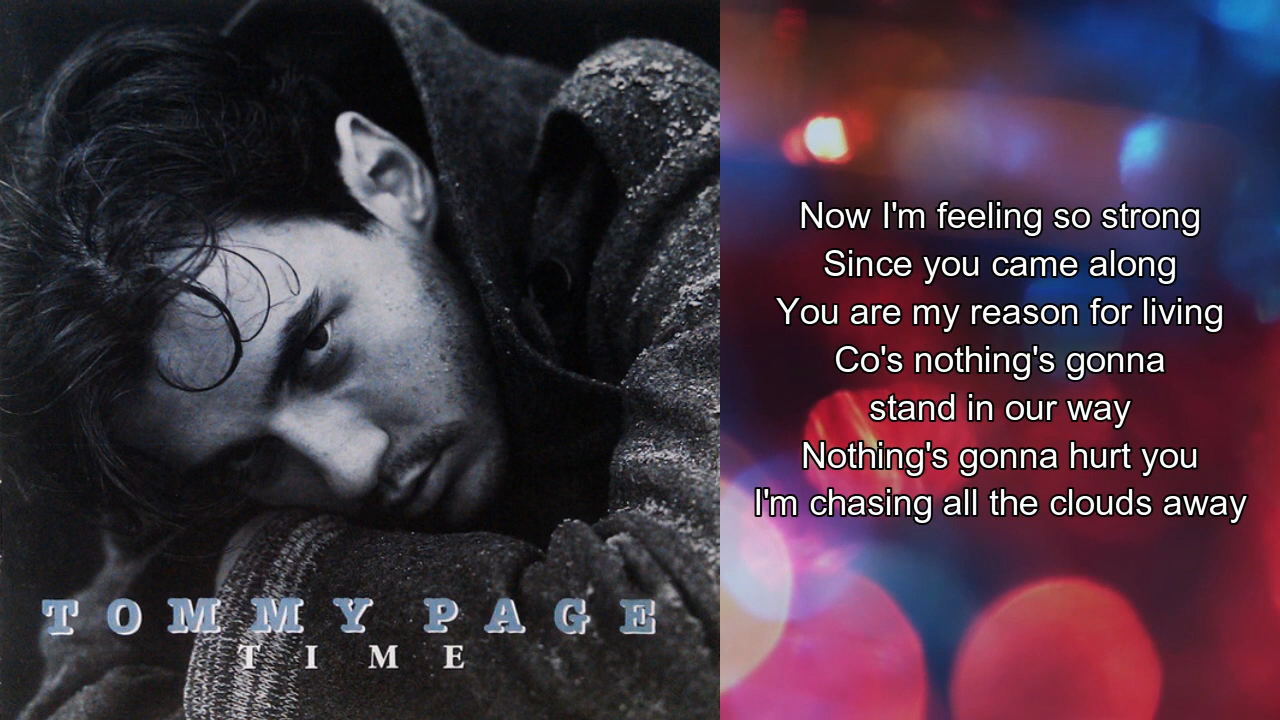 TOMMY PAGE
TIME
Now I'm feeling so strong
Since you came along
You are my reason for living
Co's nothing's gonna
stand in our way
Nothing's gonna hurt you
I'm chasing all the clouds away